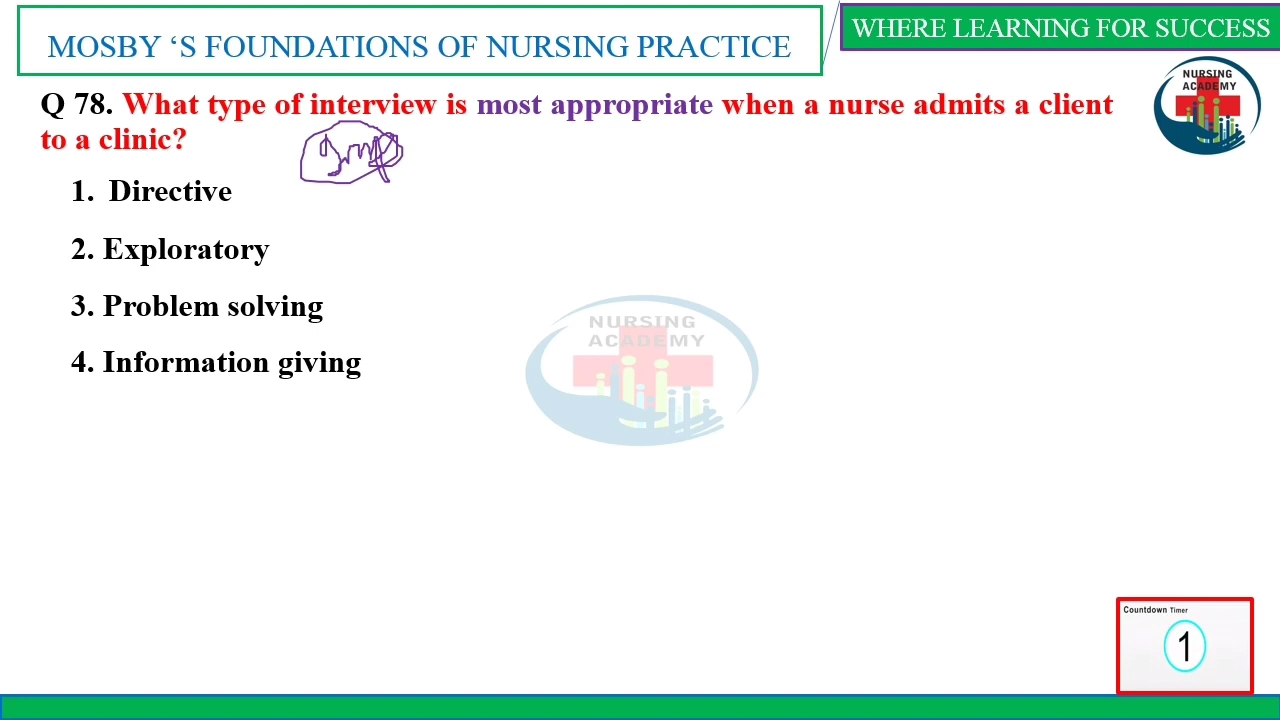 MOSBY ‘S FOUNDATIONS OF NURSING PRACTICE
WHERE LEARNING FOR SUCCESS
NURSING
ACADEMY
Q 78. What type of interview is most appropriate when a nurse admits a client
to a clinic?
1. Directive
2. Exploratory
3. Problem solving
4. Information giving
NURSING
ACADEMY
Countdown Timer
1